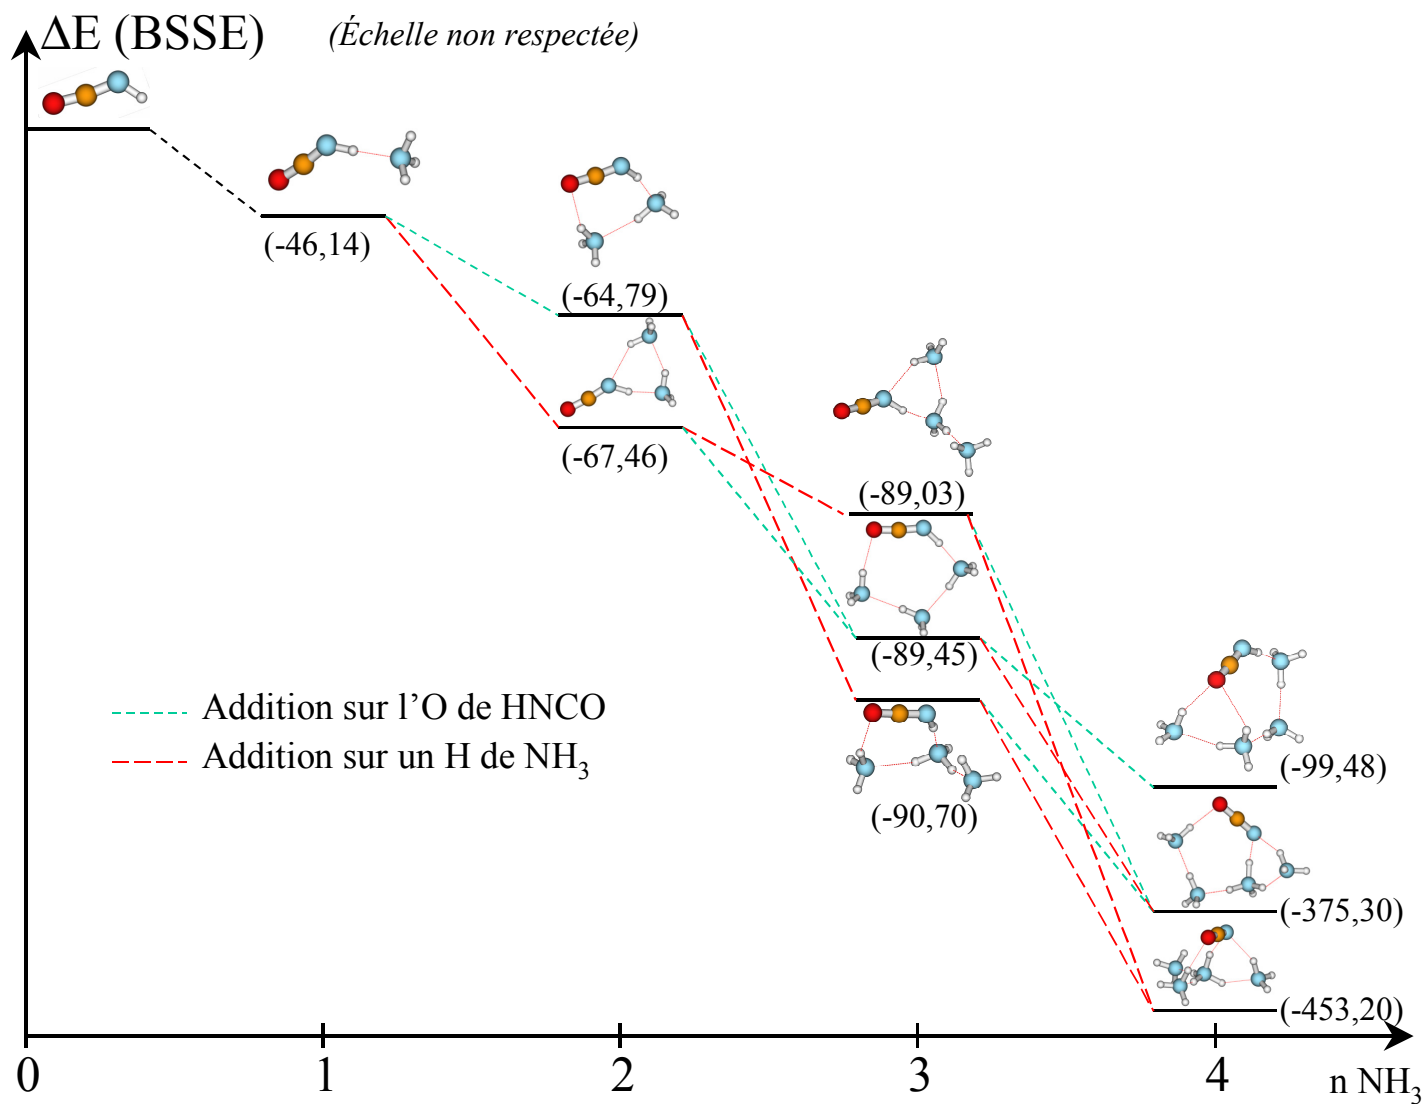 ΔE (BSSE)
(Échelle non respectée)
(-46,14)
(-64,79)
(-67,46)
(-89,03)
(-89,45)
(-90,70)
(-99,48)
(-375,30)
(-453,20)
Addition sur l’O de HNCO
Addition sur un H de NH₃
0 1 2 3 4 n NH₃